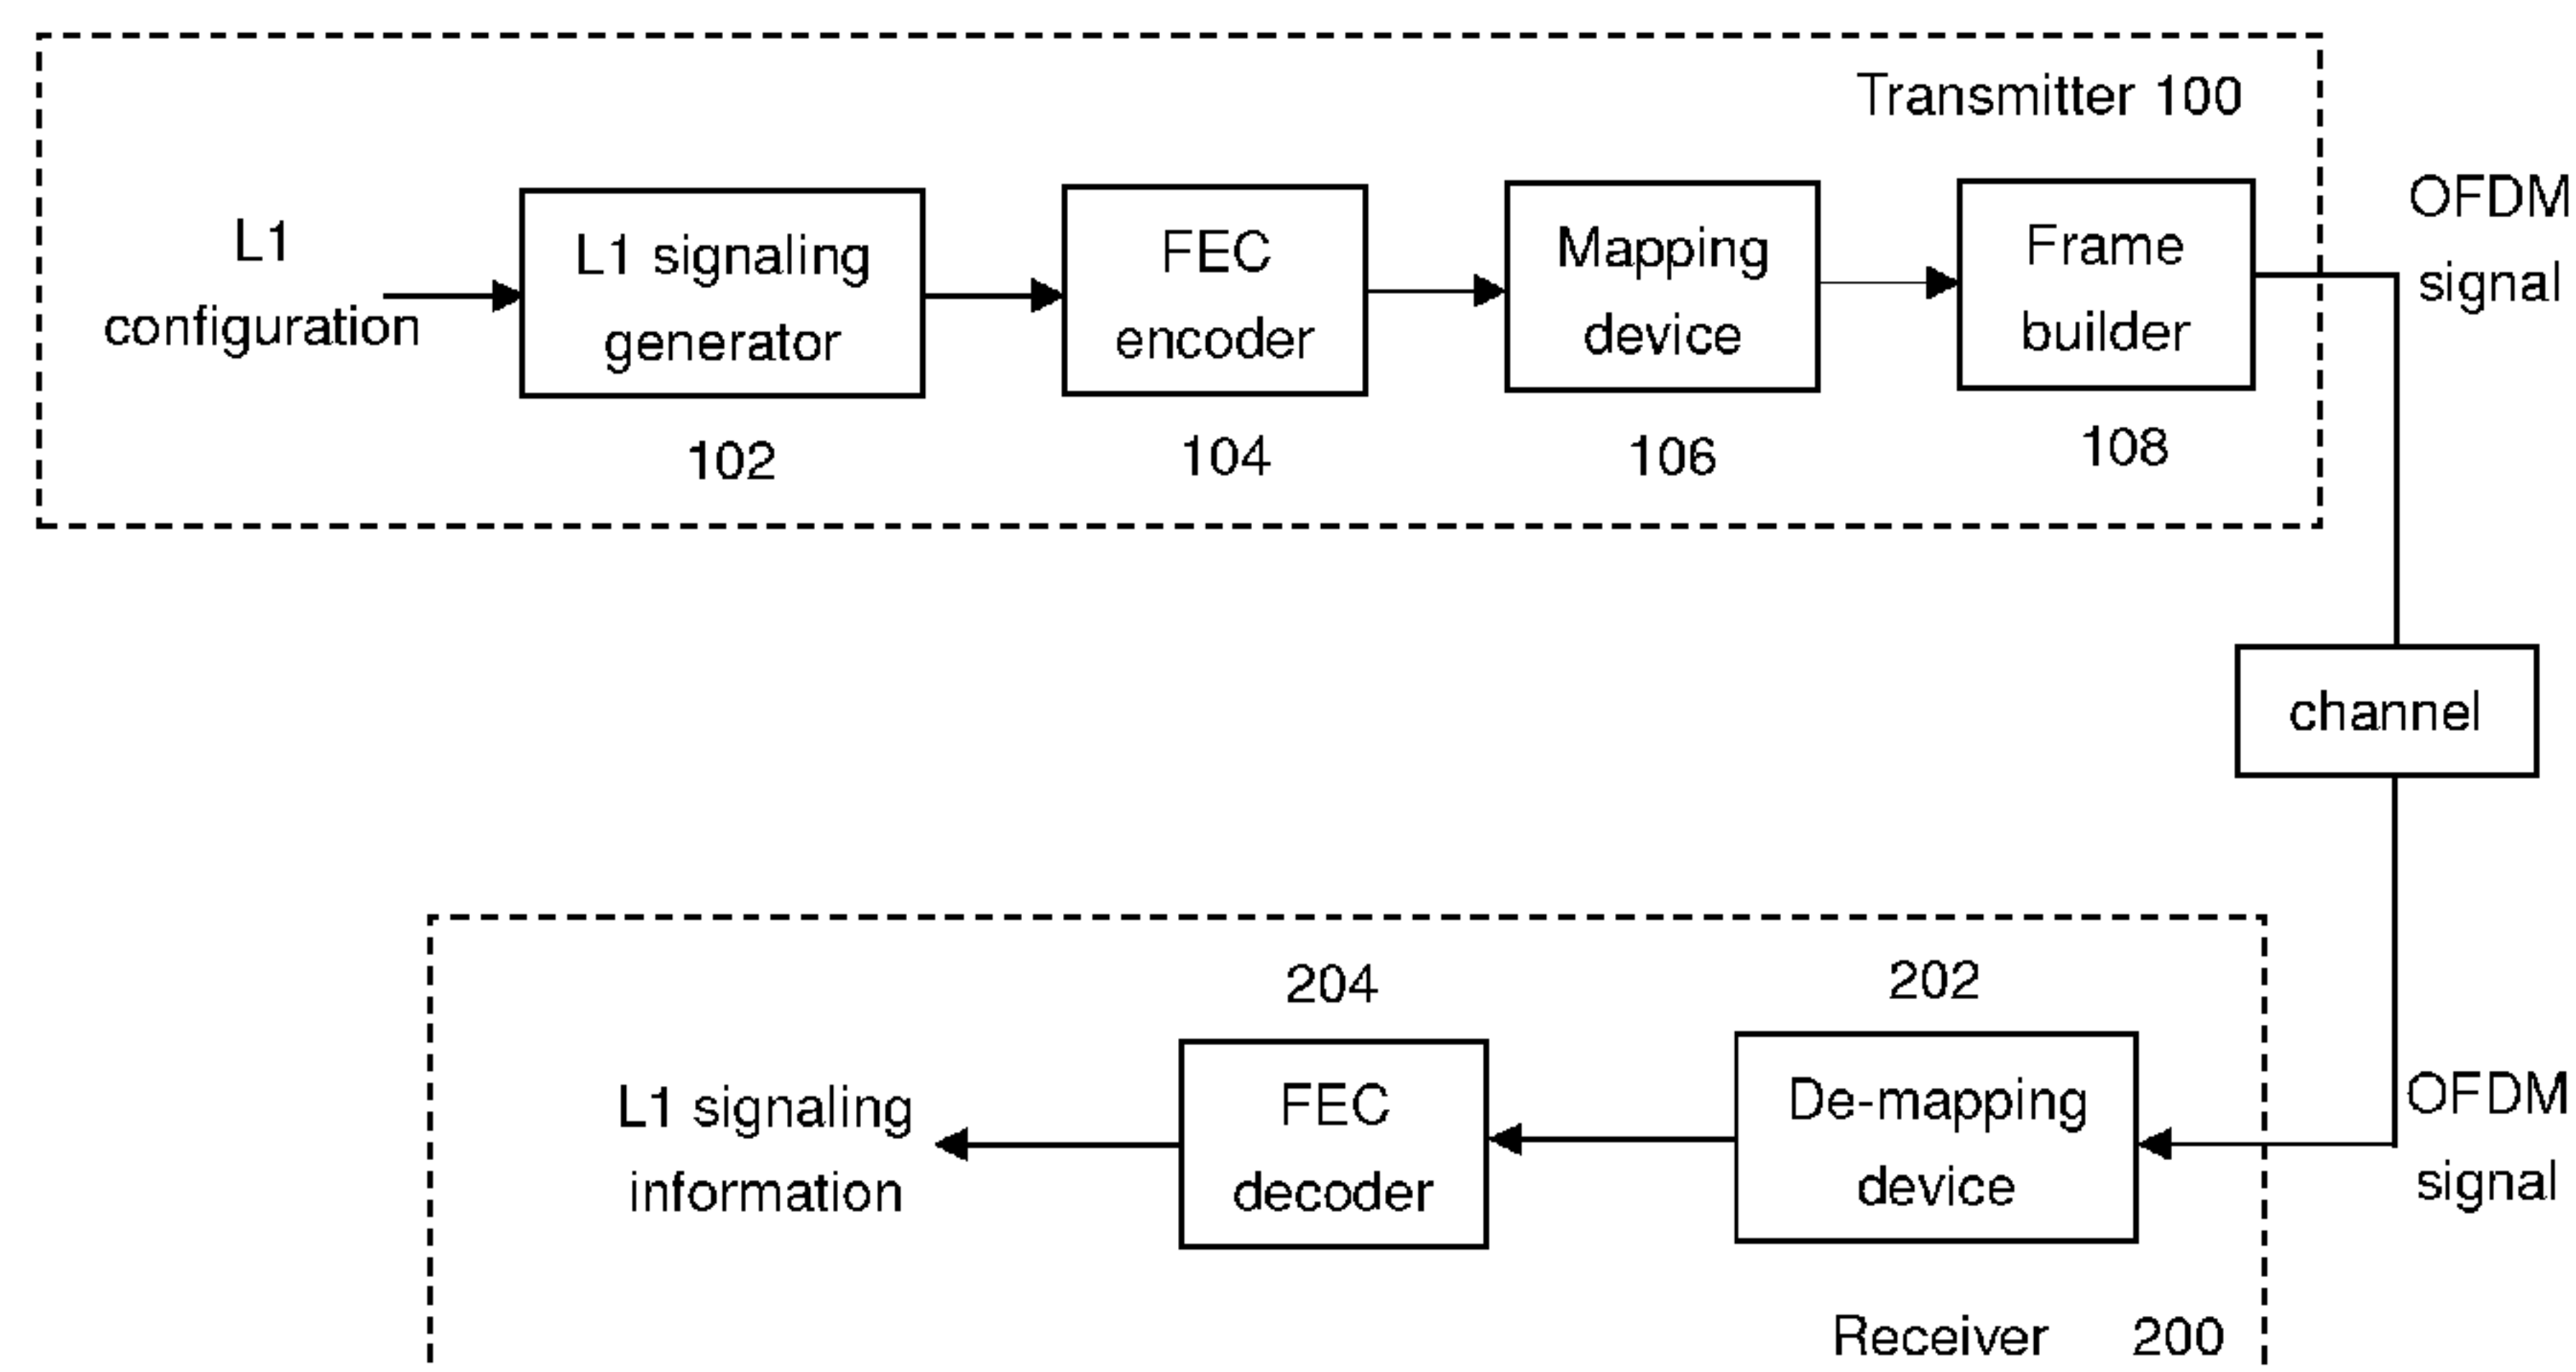 Transmitter 100
L1
configuration
L1 signaling
generator
102
FEC
encoder
104
Mapping
device
106
Frame
builder
108
OFDM
signal
channel
OFDM
signal
202
De-mapping
device
204
FEC
decoder
L1 signaling
information
Receiver 200